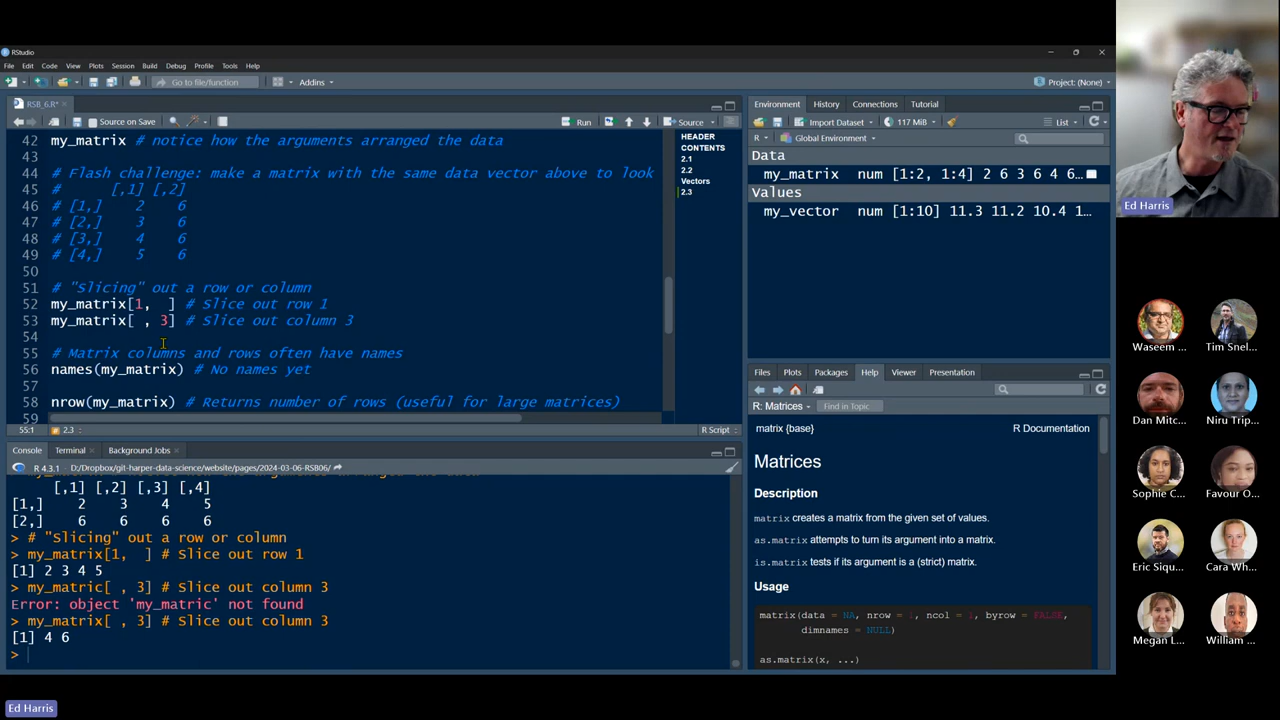 RStudio
File Edit Code View Plots Session Build Debug Profile Tools Help
Go to file/function Addins Project: (None)
RSB_6.R*
Source on Save Run Source
42 my_matrix # notice how the arguments arranged the data
43
44 # Flash challenge: make a matrix with the same data vector above to look
45 # [,1] [,2]
46 # [1,] 2 6
47 # [2,] 3 6
48 # [3,] 4 6
49 # [4,] 5 6
50
51 # "Slicing" out a row or column
52 my_matrix[1, ] # Slice out row 1
53 my_matrix[ , 3] # Slice out column 3
54
55 # Matrix columns and rows often have names
56 names(my_matrix) # No names yet
57
58 nrow(my_matrix) # Returns number of rows (useful for large matrices)
59
HEADER
CONTENTS
2.1
2.2
Vectors
2.3
55:1 2.3 R Script
Console Terminal Background Jobs
R 4.3.1 · D:/Dropbox/git-harper-data-science/website/pages/2024-03-06-RSB06/
[,1] [,2] [,3] [,4]
[1,] 2 3 4 5
[2,] 6 6 6 6
> # "Slicing" out a row or column
> my_matrix[1, ] # Slice out row 1
[1] 2 3 4 5
> my_matric[ , 3] # Slice out column 3
Error: object 'my_matric' not found
> my_matrix[ , 3] # Slice out column 3
[1] 4 6
>
Environment History Connections Tutorial
Import Dataset 117 MiB List
R Global Environment
Data
my_matrix num [1:2, 1:4] 2 6 3 6 4 6…
Values
my_vector num [1:10] 11.3 11.2 10.4 1…
Files Plots Packages Help Viewer Presentation
R: Matrices Find in Topic
matrix {base} R Documentation
Matrices
Description
matrix creates a matrix from the given set of values.
as.matrix attempts to turn its argument into a matrix.
is.matrix tests if its argument is a (strict) matrix.
Usage
matrix(data = NA, nrow = 1, ncol = 1, byrow = FALSE,
dimnames = NULL)
as.matrix(x, ...)
Ed Harris
Waseem ... Tim Snel...
Dan Mitc... Niru Trip...
Sophie C... Favour O...
Eric Siqu... Cara Wh...
Megan L... William ...
Ed Harris